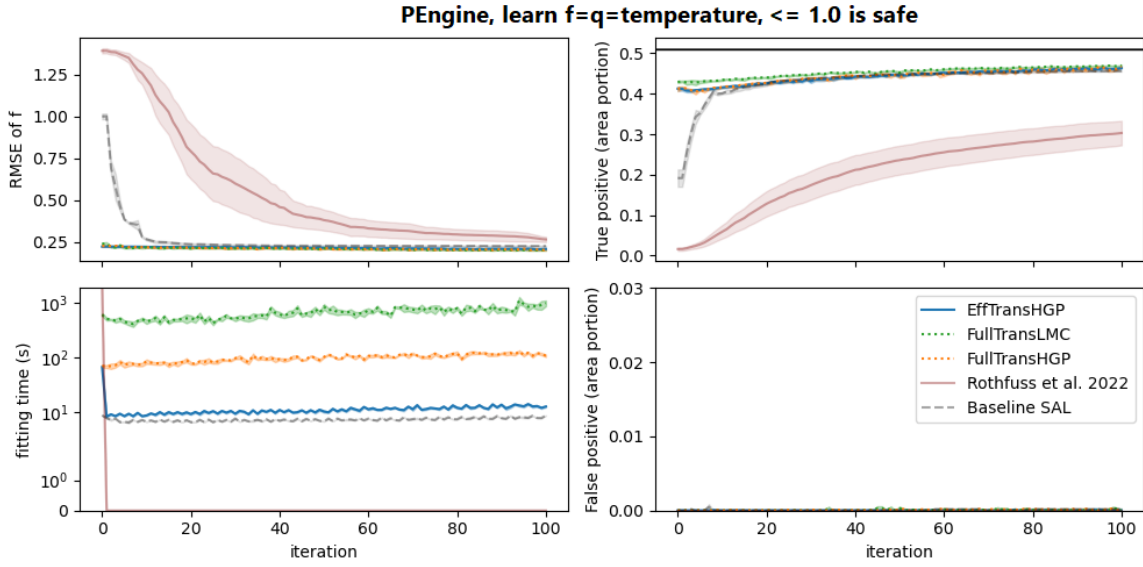 PEngine, learn f=q=temperature, <= 1.0 is safe
RMSE of f
1.25
1.00
0.75
0.50
0.25
True positive (area portion)
0.5
0.4
0.3
0.2
0.1
0.0
fitting time (s)
10³
10²
10¹
10⁰
0
0
20
40
60
80
100
iteration
False positive (area portion)
0.03
0.02
0.01
0.00
EffTransHGP
FullTransLMC
FullTransHGP
Rothfuss et al. 2022
Baseline SAL
0
20
40
60
80
100
iteration